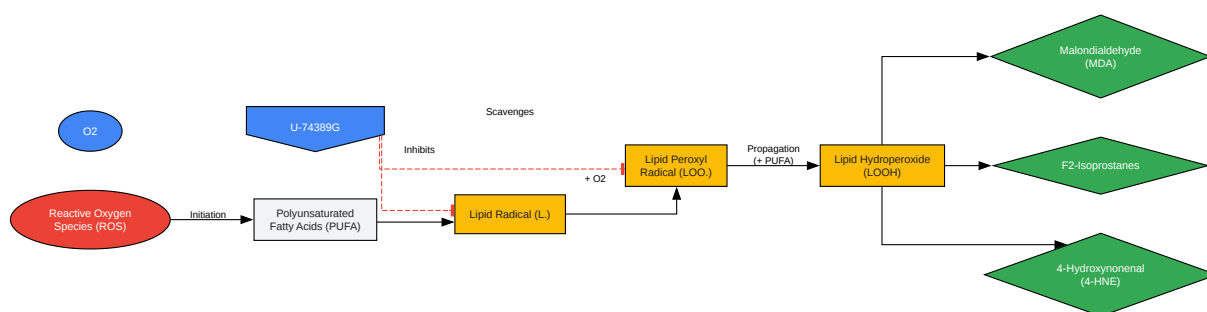 Malondialdehyde
(MDA)
Scavenges
O2
U-74389G
Inhibits
Lipid Peroxyl
Radical (LOO.)
Propagation
(+ PUFA)
Lipid Hydroperoxide
(LOOH)
F2-Isoprostanes
+ O2
Reactive Oxygen
Species (ROS)
Initiation
Polyunsaturated
Fatty Acids (PUFA)
Lipid Radical (L.)
4-Hydroxynonenal
(4-HNE)